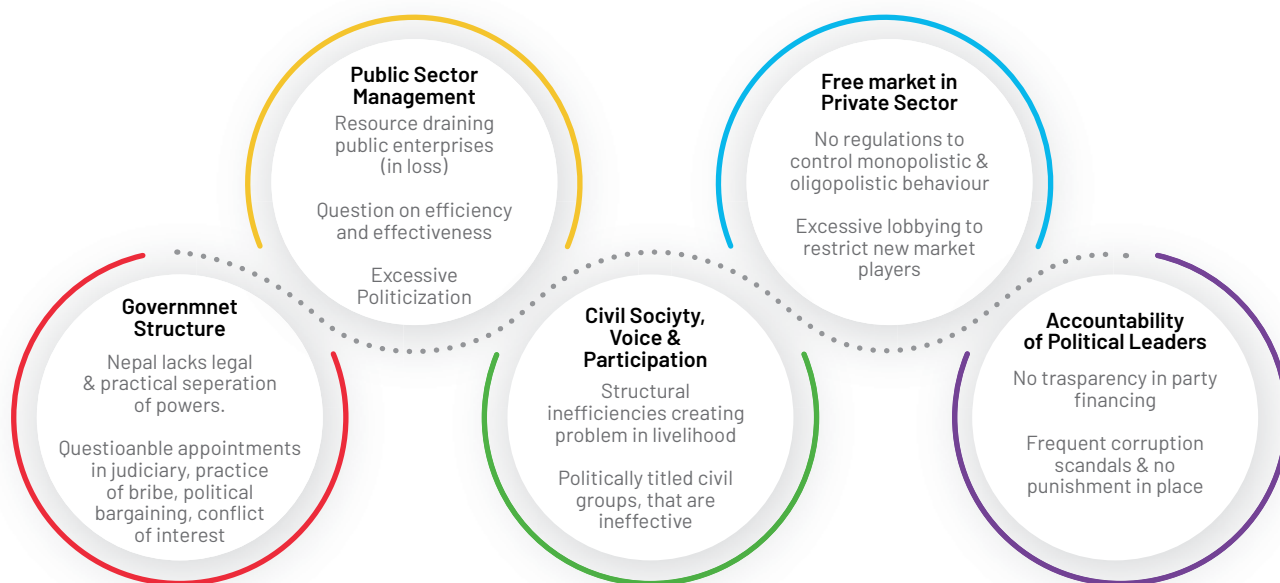 Public Sector
Management
Resource draining
public enterprises
(in loss)
Question on efficiency
and effectiveness
Excessive
Politicization
Free market in
Private Sector
No regulations to
control monopolistic &
oligopolistic behaviour
Excessive lobbying to
restrict new market
players
Governmnet
Structure
Nepal lacks legal
& practical seperation
of powers.
Questioanble appointments
in judiciary, practice
of bribe, political
bargaining, conflict
of interest
Civil Sociyty,
Voice &
Participation
Structural
inefficiencies creating
problem in livelihood
Politically titled civil
groups, that are
ineffective
Accountability
of Political Leaders
No trasparency in party
financing
Frequent corruption
scandals & no
punishment in place